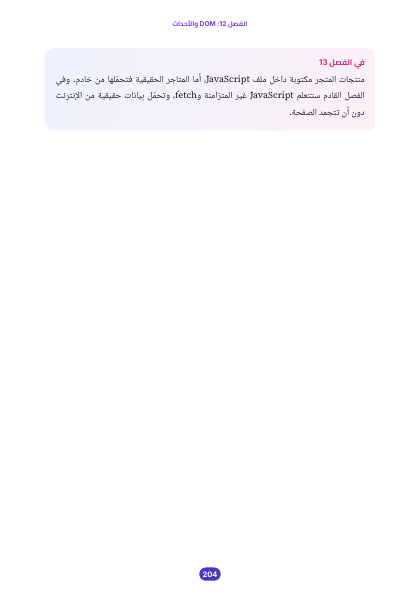 الفصل 12: DOM والأحداث
في الفصل 13
منتجات المتجر مكتوبة داخل ملف JavaScript، أما المتاجر الحقيقية فتحمّلها من خادم. وفي
الفصل القادم ستتعلم JavaScript غير المتزامنة وfetch، وتحمّل بيانات حقيقية من الإنترنت
دون أن تتجمد الصفحة.
204